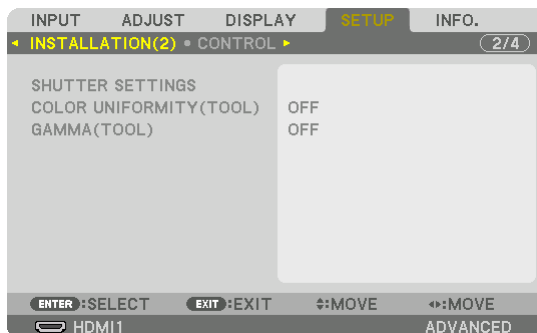 INPUT ADJUST DISPLAY SETUP INFO.
INSTALLATION(2) • CONTROL 2/4
SHUTTER SETTINGS
COLOR UNIFORMITY(TOOL) OFF
GAMMA(TOOL) OFF
ENTER:SELECT EXIT:EXIT :MOVE :MOVE
HDMI1 ADVANCED